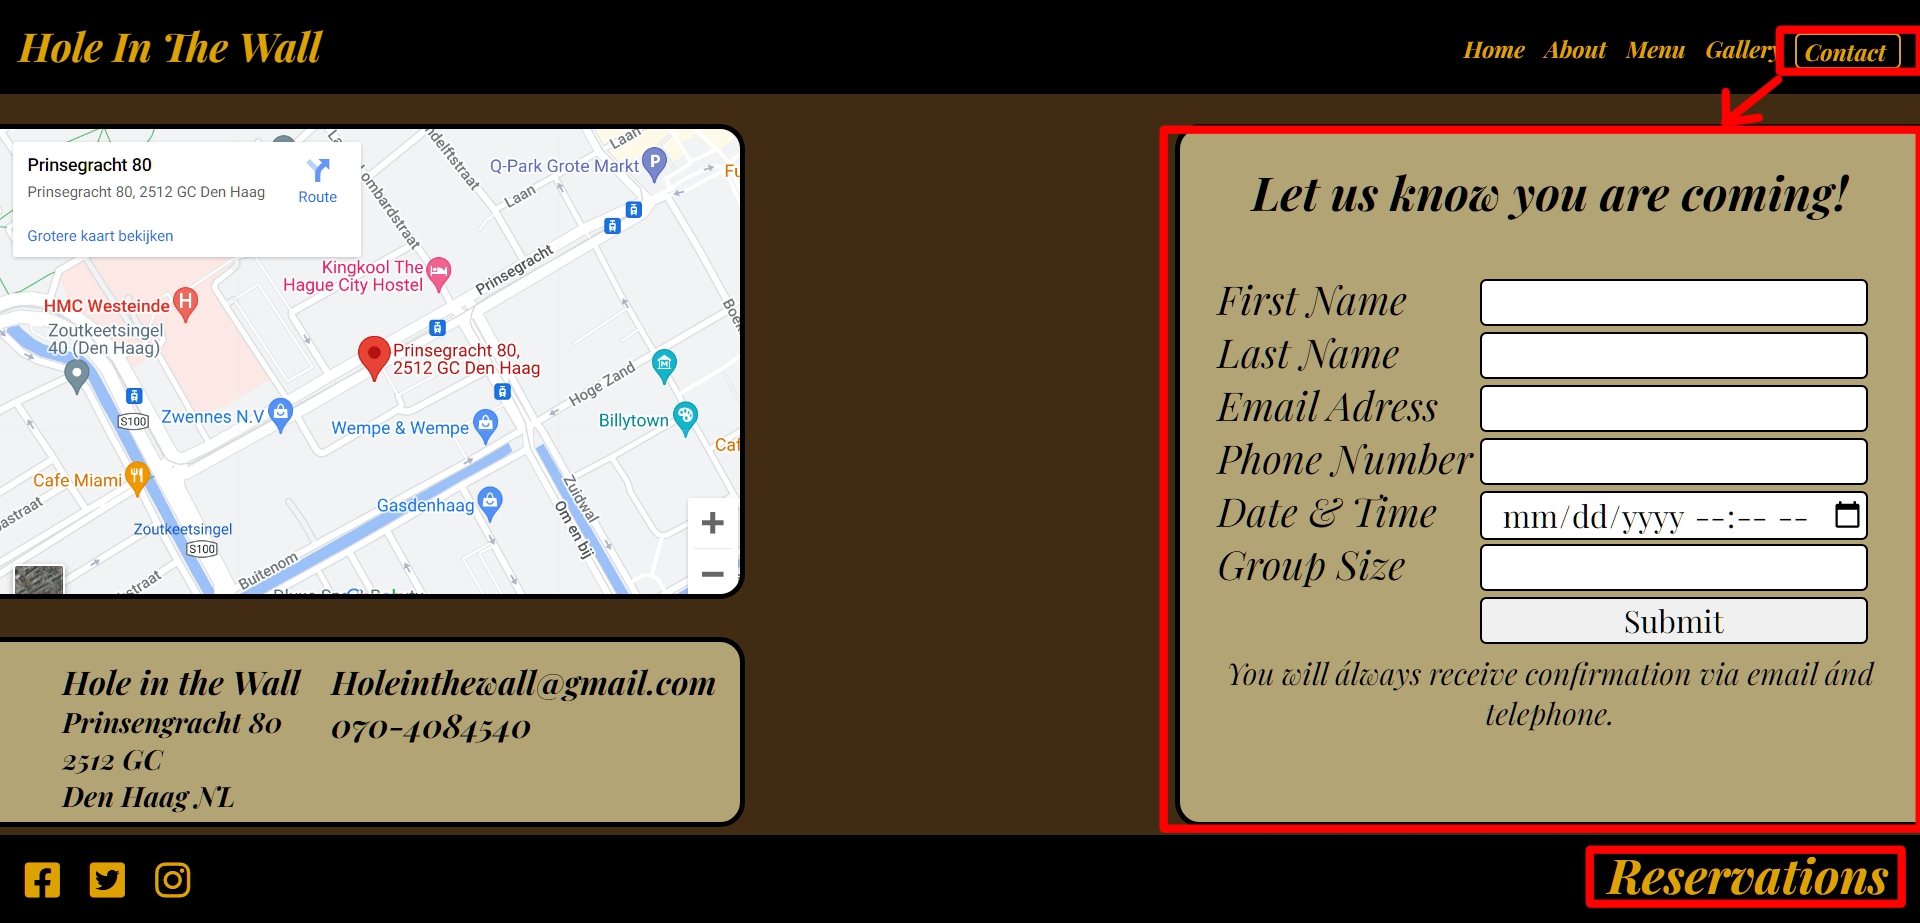 Hole In The Wall
Home About Menu Gallery Contact
Prinsegracht 80
Prinsegracht 80, 2512 GC Den Haag
Route
Grotere kaart bekijken
Laan
Q-Park Grote Markt
P
Laan
Prinsegracht
Kingkool The
Hague City Hostel
HMC Westeinde
H
Zoutkeetsingel
40 (Den Haag)
Prinsegracht 80,
2512 GC Den Haag
Hoge Zand
S100
Zwennes N.V
Wempe & Wempe
Billytown
Cafe Miami
Gasdenhaag
Zuidwal
Om en bij
Zoutkeetsingel
S100
Buitenom
Hole in the Wall
Prinsengracht 80
2512 GC
Den Haag NL
Holeinthewall@gmail.com
070-4084540
Let us know you are coming!
First Name
Last Name
Email Adress
Phone Number
Date & Time mm/dd/yyyy --:-- --
Group Size
Submit
You will álways receive confirmation via email ánd
telephone.
Reservations